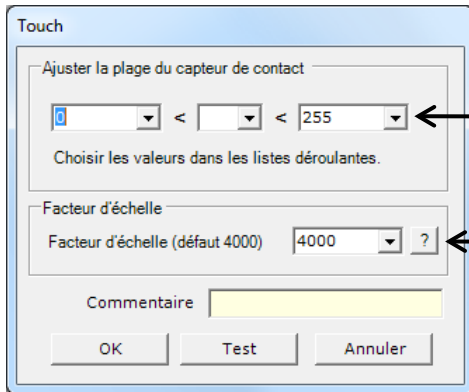 Touch
Ajuster la plage du capteur de contact
0 < < 255
Choisir les valeurs dans les listes déroulantes.
Facteur d'échelle
Facteur d'échelle (défaut 4000) 4000 ?
Commentaire
OK Test Annuler